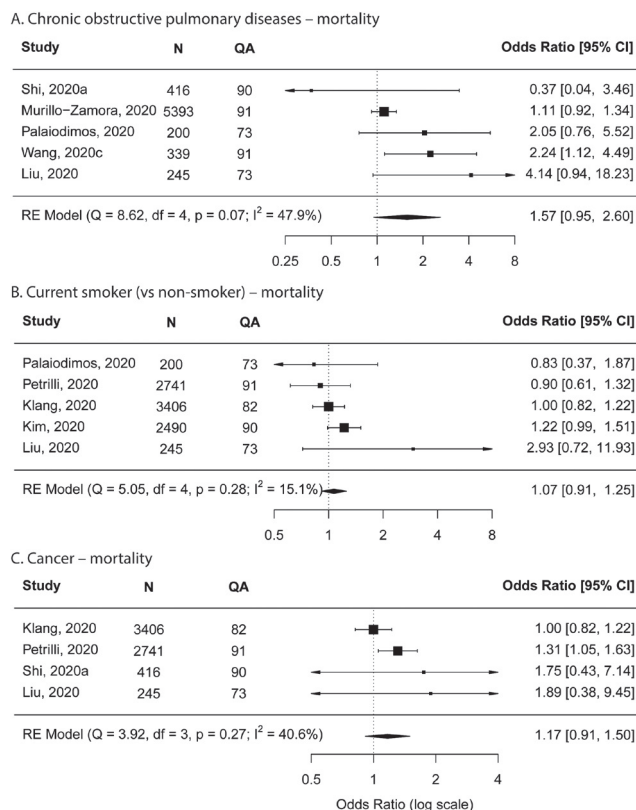 A. Chronic obstructive pulmonary diseases – mortality
Study N QA Odds Ratio [95% CI]
Shi, 2020a 416 90 0.37 [0.04, 3.46]
Murillo−Zamora, 2020 5393 91 1.11 [0.92, 1.34]
Palaiodimos, 2020 200 73 2.05 [0.76, 5.52]
Wang, 2020c 339 91 2.24 [1.12, 4.49]
Liu, 2020 245 73 4.14 [0.94, 18.23]
RE Model (Q = 8.62, df = 4, p = 0.07; I² = 47.9%) 1.57 [0.95, 2.60]
0.25 0.5 1 2 4 8
B. Current smoker (vs non-smoker) – mortality
Study N QA Odds Ratio [95% CI]
Palaiodimos, 2020 200 73 0.83 [0.37, 1.87]
Petrilli, 2020 2741 91 0.90 [0.61, 1.32]
Klang, 2020 3406 82 1.00 [0.82, 1.22]
Kim, 2020 2490 90 1.22 [0.99, 1.51]
Liu, 2020 245 73 2.93 [0.72, 11.93]
RE Model (Q = 5.05, df = 4, p = 0.28; I² = 15.1%) 1.07 [0.91, 1.25]
0.5 1 2 4 8
C. Cancer – mortality
Study N QA Odds Ratio [95% CI]
Klang, 2020 3406 82 1.00 [0.82, 1.22]
Petrilli, 2020 2741 91 1.31 [1.05, 1.63]
Shi, 2020a 416 90 1.75 [0.43, 7.14]
Liu, 2020 245 73 1.89 [0.38, 9.45]
RE Model (Q = 3.92, df = 3, p = 0.27; I² = 40.6%) 1.17 [0.91, 1.50]
0.5 1 2 4
Odds Ratio (log scale)